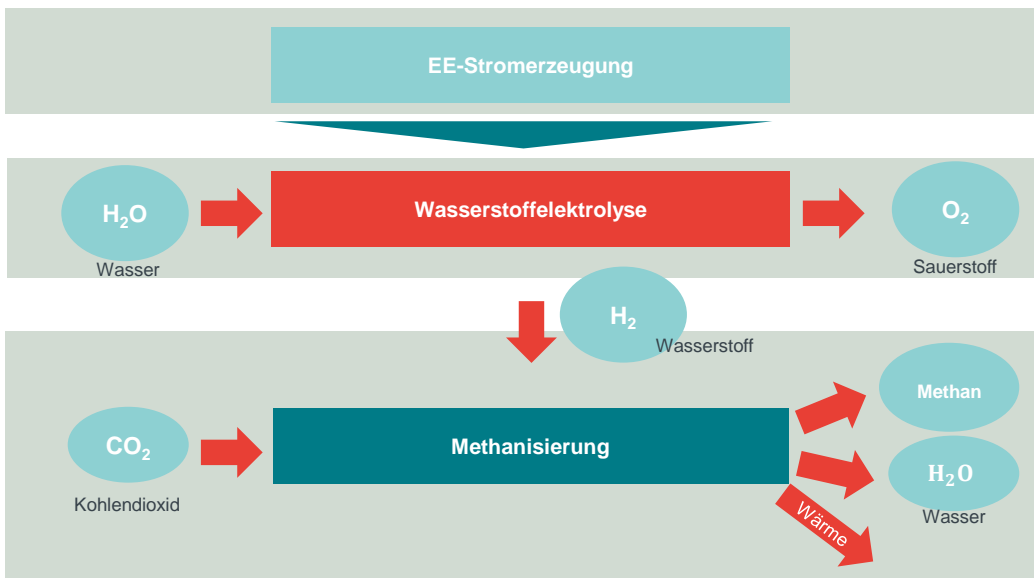 EE-Stromerzeugung
H₂O
Wasser
Wasserstoffelektrolyse
O₂
Sauerstoff
H₂
Wasserstoff
CO₂
Kohlendioxid
Methanisierung
Methan
H₂O
Wasser
Wärme